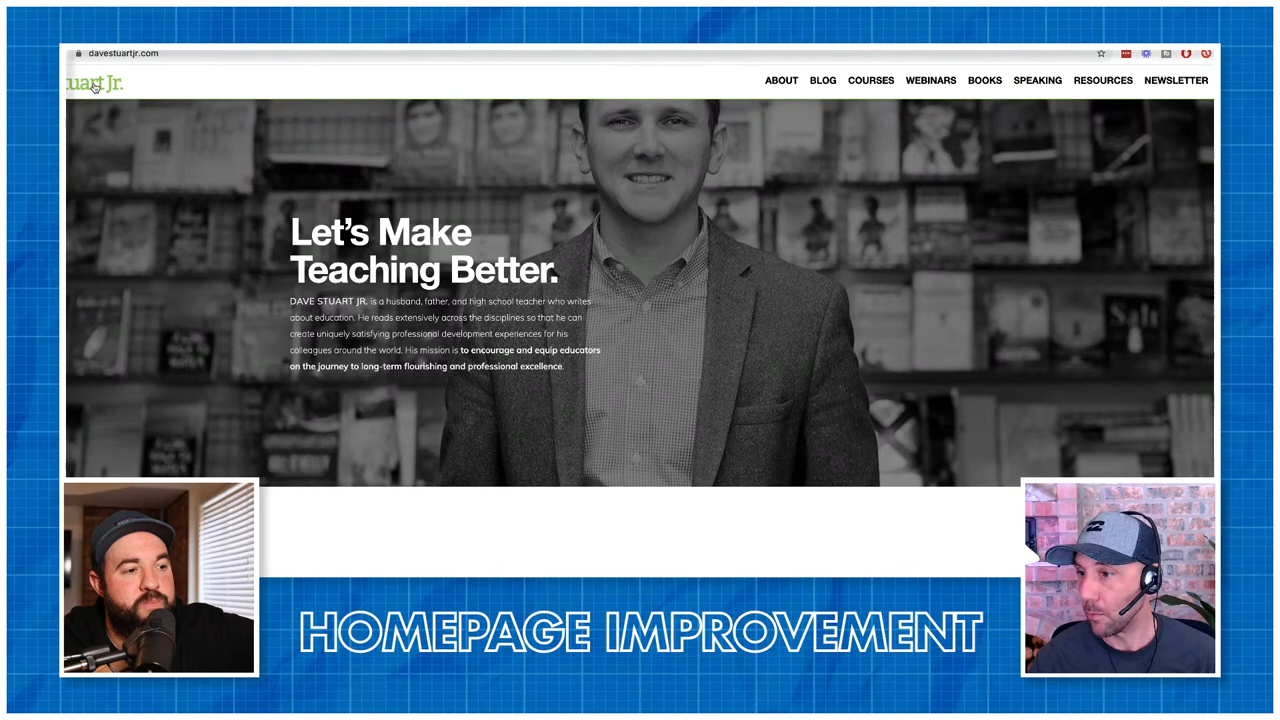 davestuartjr.com
tuart Jr.
ABOUT BLOG COURSES WEBINARS BOOKS SPEAKING RESOURCES NEWSLETTER
Let's Make
Teaching Better.
DAVE STUART JR. is a husband, father, and high school teacher who writes
about education. He reads extensively across the disciplines so that he can
create uniquely satisfying professional development experiences for his
colleagues around the world. His mission is to encourage and equip educators
on the journey to long-term flourishing and professional excellence.
Salt
HOMEPAGE IMPROVEMENT